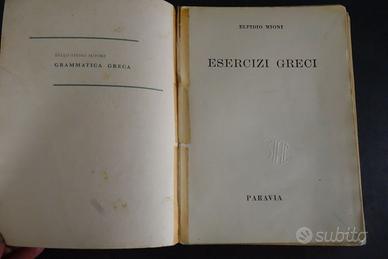 DELLO STESSO AUTORE
GRAMMATICA GRECA
ELPIDIO MIONI
ESERCIZI GRECI
PARAVIA
subito